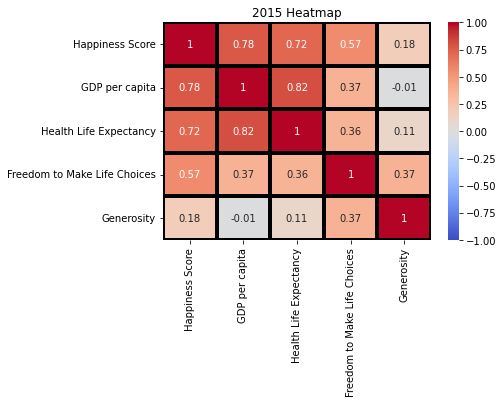 2015 Heatmap
Happiness Score 1 0.78 0.72 0.57 0.18
GDP per capita 0.78 1 0.82 0.37 -0.01
Health Life Expectancy 0.72 0.82 1 0.36 0.11
Freedom to Make Life Choices 0.57 0.37 0.36 1 0.37
Generosity 0.18 -0.01 0.11 0.37 1
Happiness Score
GDP per capita
Health Life Expectancy
Freedom to Make Life Choices
Generosity
1.00
0.75
0.50
0.25
0.00
−0.25
−0.50
−0.75
−1.00